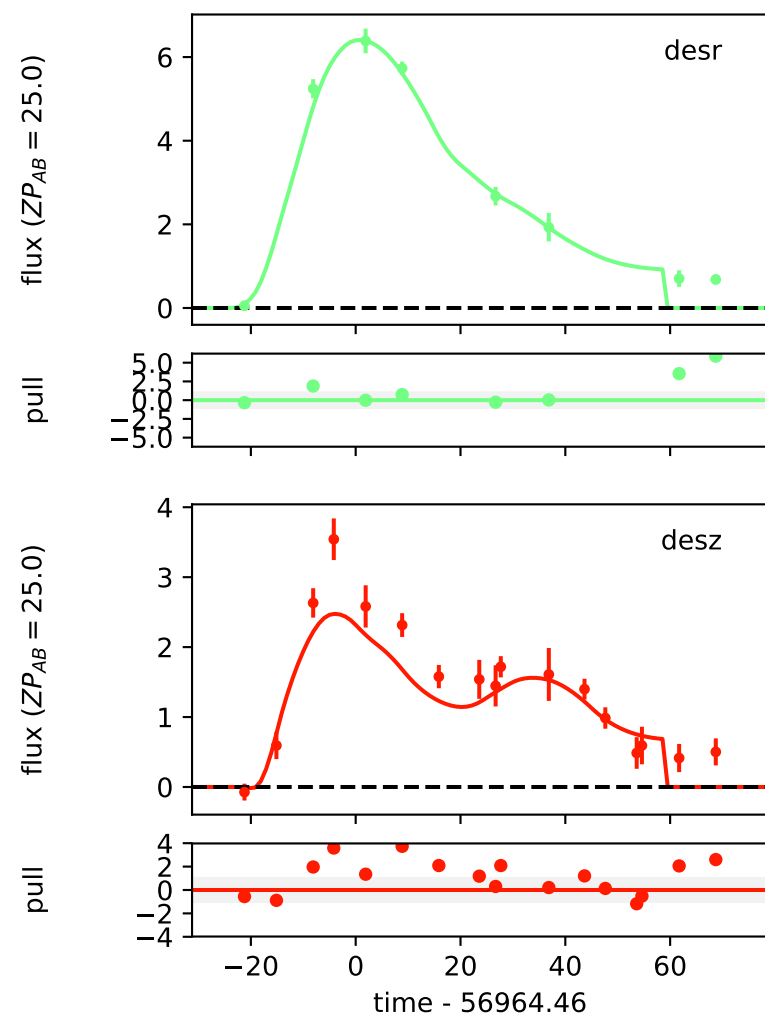 desr
flux (ZP_AB = 25.0)
6
4
2
0
pull
5.0
2.5
0.0
−2.5
−5.0
desz
flux (ZP_AB = 25.0)
4
3
2
1
0
pull
4
2
0
−2
−4
−20 0 20 40 60
time - 56964.46